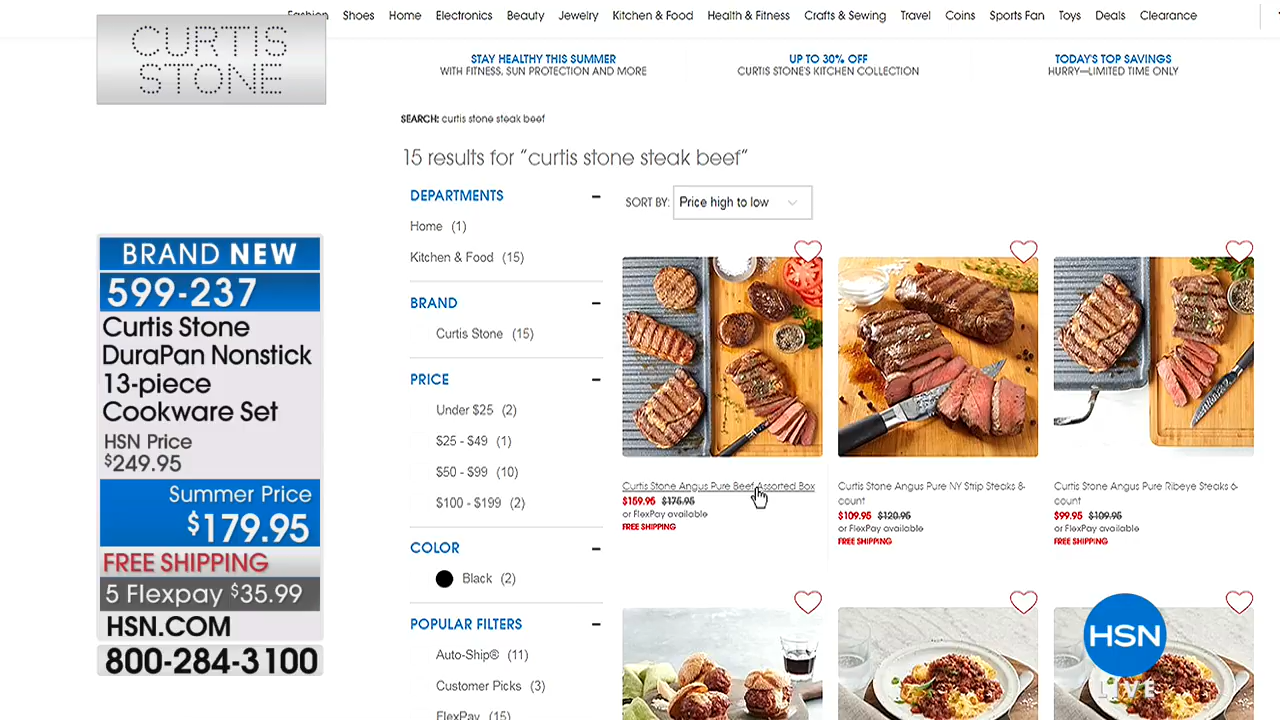 Fashion Shoes Home Electronics Beauty Jewelry Kitchen & Food Health & Fitness Crafts & Sewing Travel Coins Sports Fan Toys Deals Clearance
CURTIS
STONE
STAY HEALTHY THIS SUMMER
WITH FITNESS, SUN PROTECTION AND MORE
UP TO 30% OFF
CURTIS STONE'S KITCHEN COLLECTION
TODAY'S TOP SAVINGS
HURRY—LIMITED TIME ONLY
SEARCH: curtis stone steak beef
15 results for “curtis stone steak beef”
BRAND NEW
599-237
Curtis Stone
DuraPan Nonstick
13-piece
Cookware Set
HSN Price
$249.95
Summer Price
$179.95
FREE SHIPPING
5 Flexpay $35.99
HSN.COM
800-284-3100
DEPARTMENTS
Home (1)
Kitchen & Food (15)
BRAND
Curtis Stone (15)
PRICE
Under $25 (2)
$25 - $49 (1)
$50 - $99 (10)
$100 - $199 (2)
COLOR
Black (2)
POPULAR FILTERS
Auto-Ship® (11)
Customer Picks (3)
FlexPay (15)
SORT BY: Price high to low
Curtis Stone Angus Pure Beef Assorted Box
$159.95 $175.95
or FlexPay available
FREE SHIPPING
Curtis Stone Angus Pure NY Strip Steaks 8-
count
$109.95 $120.95
or FlexPay available
FREE SHIPPING
Curtis Stone Angus Pure Ribeye Steaks 6-
count
$99.95 $109.95
or FlexPay available
FREE SHIPPING
HSN
LIVE